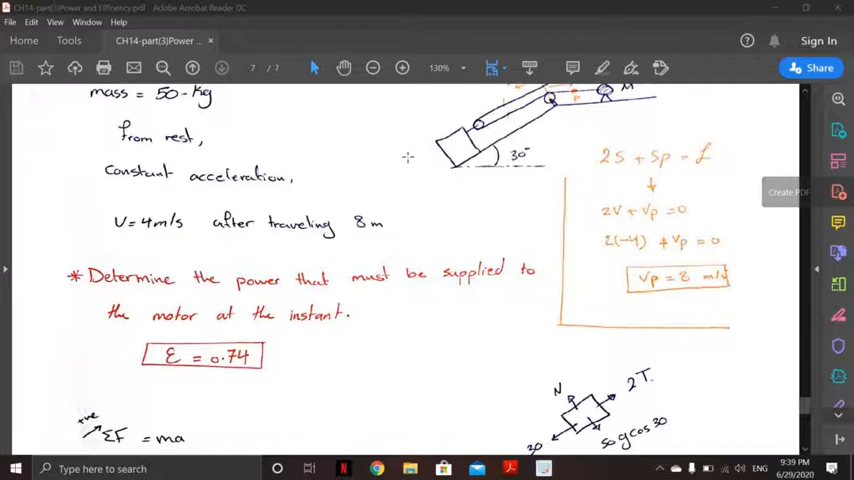 CH14-part(3)Power and Efficency.pdf - Adobe Acrobat Reader DC
File Edit View Window Help
Home Tools CH14-part(3)Power ... × Sign In
7 / 7 130% Share
mass = 50-kg
from rest,
constant acceleration,
V = 4m/s after traveling 8 m
M
P
30°
2S + Sp = L
2V + Vp = 0
2(-4) + Vp = 0
Vp = 8 m/s
Create PDF
* Determine the power that must be supplied to
the motor at the instant.
ε = 0.74
+ve
ΣF = ma
N
2T.
30
50 g cos 30
Type here to search
ENG
9:39 PM
6/29/2020